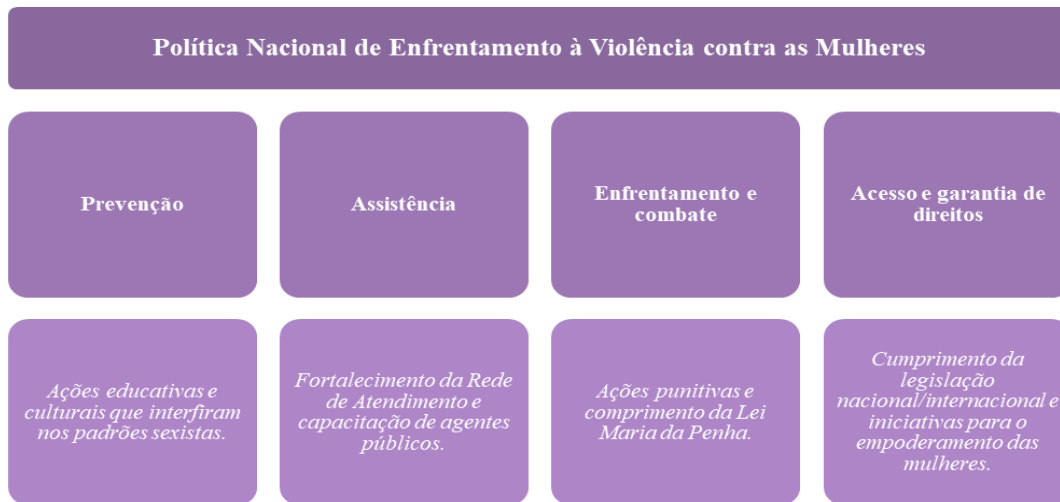 Política Nacional de Enfrentamento à Violência contra as Mulheres
Prevenção
Assistência
Enfrentamento e
combate
Acesso e garantia de
direitos
Ações educativas e
culturais que interfiram
nos padrões sexistas.
Fortalecimento da Rede
de Atendimento e
capacitação de agentes
públicos.
Ações punitivas e
comprimento da Lei
Maria da Penha.
Cumprimento da
legislação
nacional/internacional e
iniciativas para o
empoderamento das
mulheres.